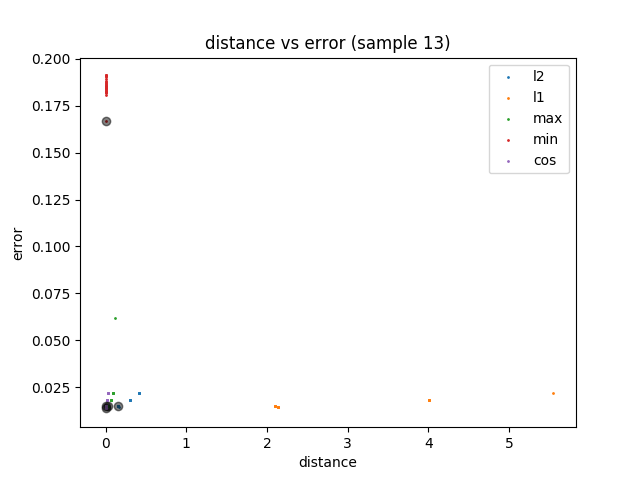 distance vs error (sample 13)
l2
l1
max
min
cos
0.200
0.175
0.150
0.125
0.100
0.075
0.050
0.025
error
0 1 2 3 4 5
distance